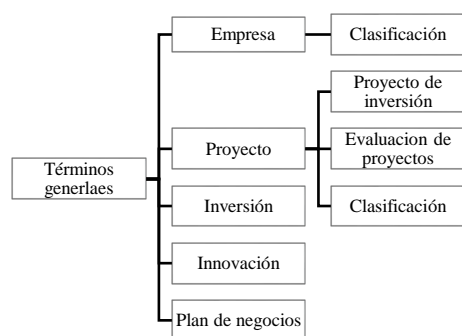 Empresa
Clasificación
Proyecto de
inversión
Proyecto
Evaluacion de
proyectos
Términos
generlaes
Inversión
Clasificación
Innovación
Plan de negocios